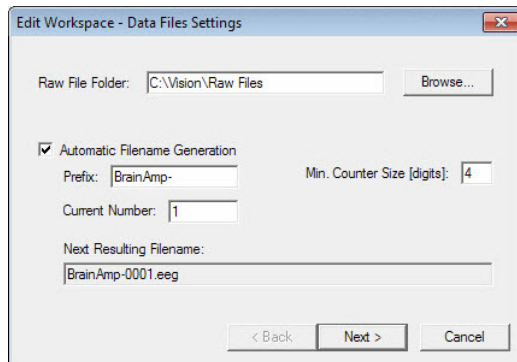 Edit Workspace - Data Files Settings
Raw File Folder: C:\Vision\Raw Files Browse...
Automatic Filename Generation
Prefix: BrainAmp- Min. Counter Size [digits]: 4
Current Number: 1
Next Resulting Filename:
BrainAmp-0001.eeg
< Back Next > Cancel